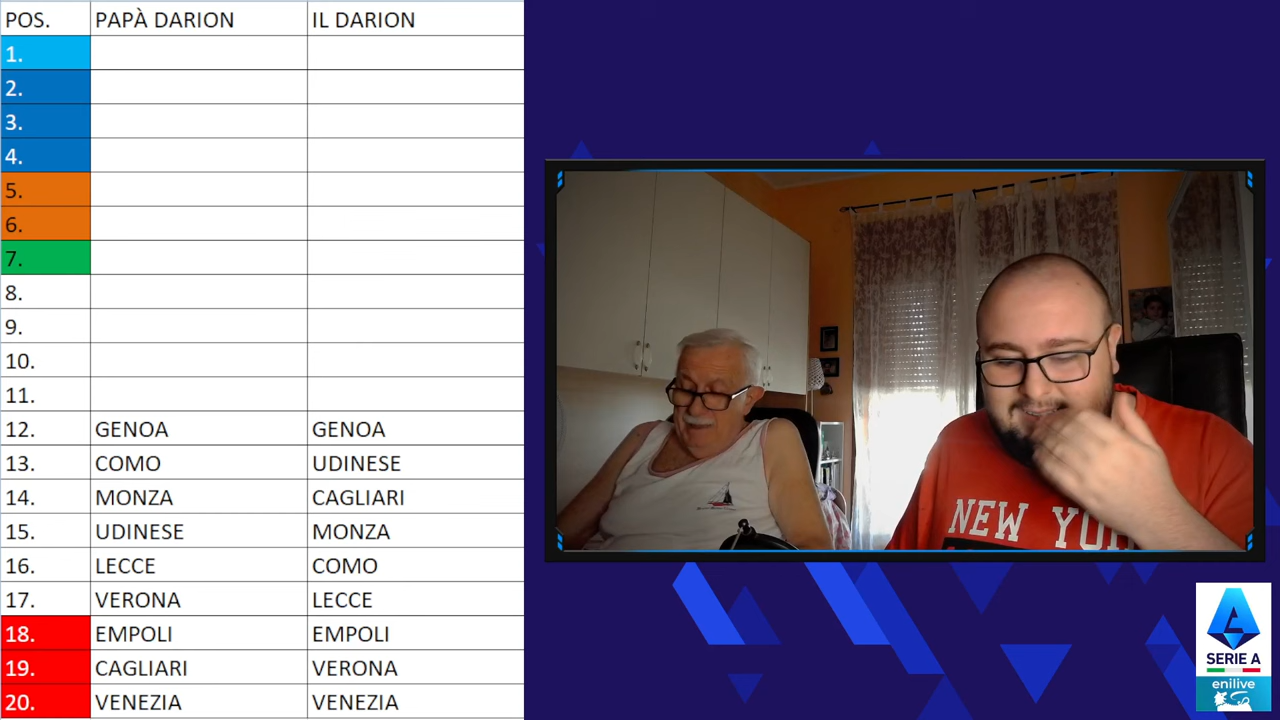 POS. PAPÀ DARION IL DARION
1.
2.
3.
4.
5.
6.
7.
8.
9.
10.
11.
12. GENOA GENOA
13. COMO UDINESE
14. MONZA CAGLIARI
15. UDINESE MONZA
16. LECCE COMO
17. VERONA LECCE
18. EMPOLI EMPOLI
19. CAGLIARI VERONA
20. VENEZIA VENEZIA
NEW YO
SERIE A
enilive